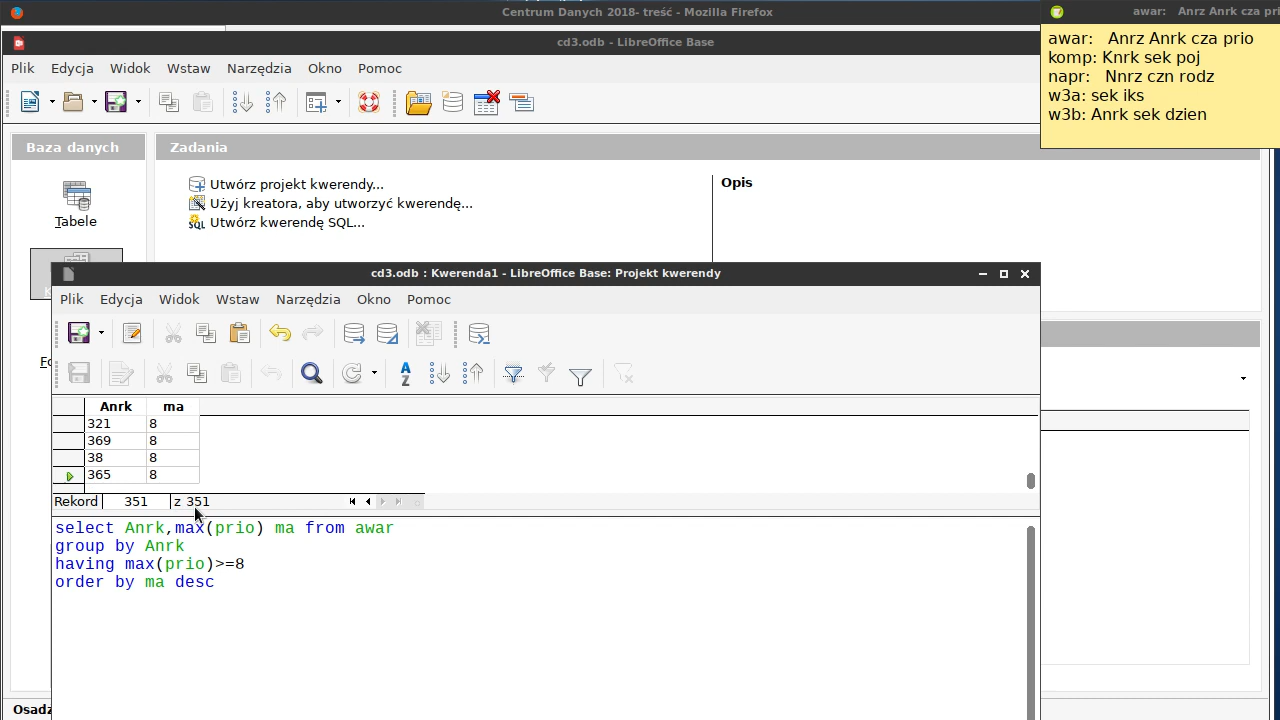 Centrum Danych 2018- treść - Mozilla Firefox
awar: Anrz Anrk cza pri
awar: Anrz Anrk cza prio
komp: Knrk sek poj
napr: Nnrz czn rodz
w3a: sek iks
w3b: Anrk sek dzien
cd3.odb - LibreOffice Base
Plik Edycja Widok Wstaw Narzędzia Okno Pomoc
Baza danych
Zadania
Tabele
Utwórz projekt kwerendy...
Użyj kreatora, aby utworzyć kwerendę...
SQL Utwórz kwerendę SQL...
Opis
cd3.odb : Kwerenda1 - LibreOffice Base: Projekt kwerendy
Plik Edycja Widok Wstaw Narzędzia Okno Pomoc
A
Z
Anrk ma
321 8
369 8
38 8
365 8
Rekord 351 z 351
select Anrk,max(prio) ma from awar
group by Anrk
having max(prio)>=8
order by ma desc